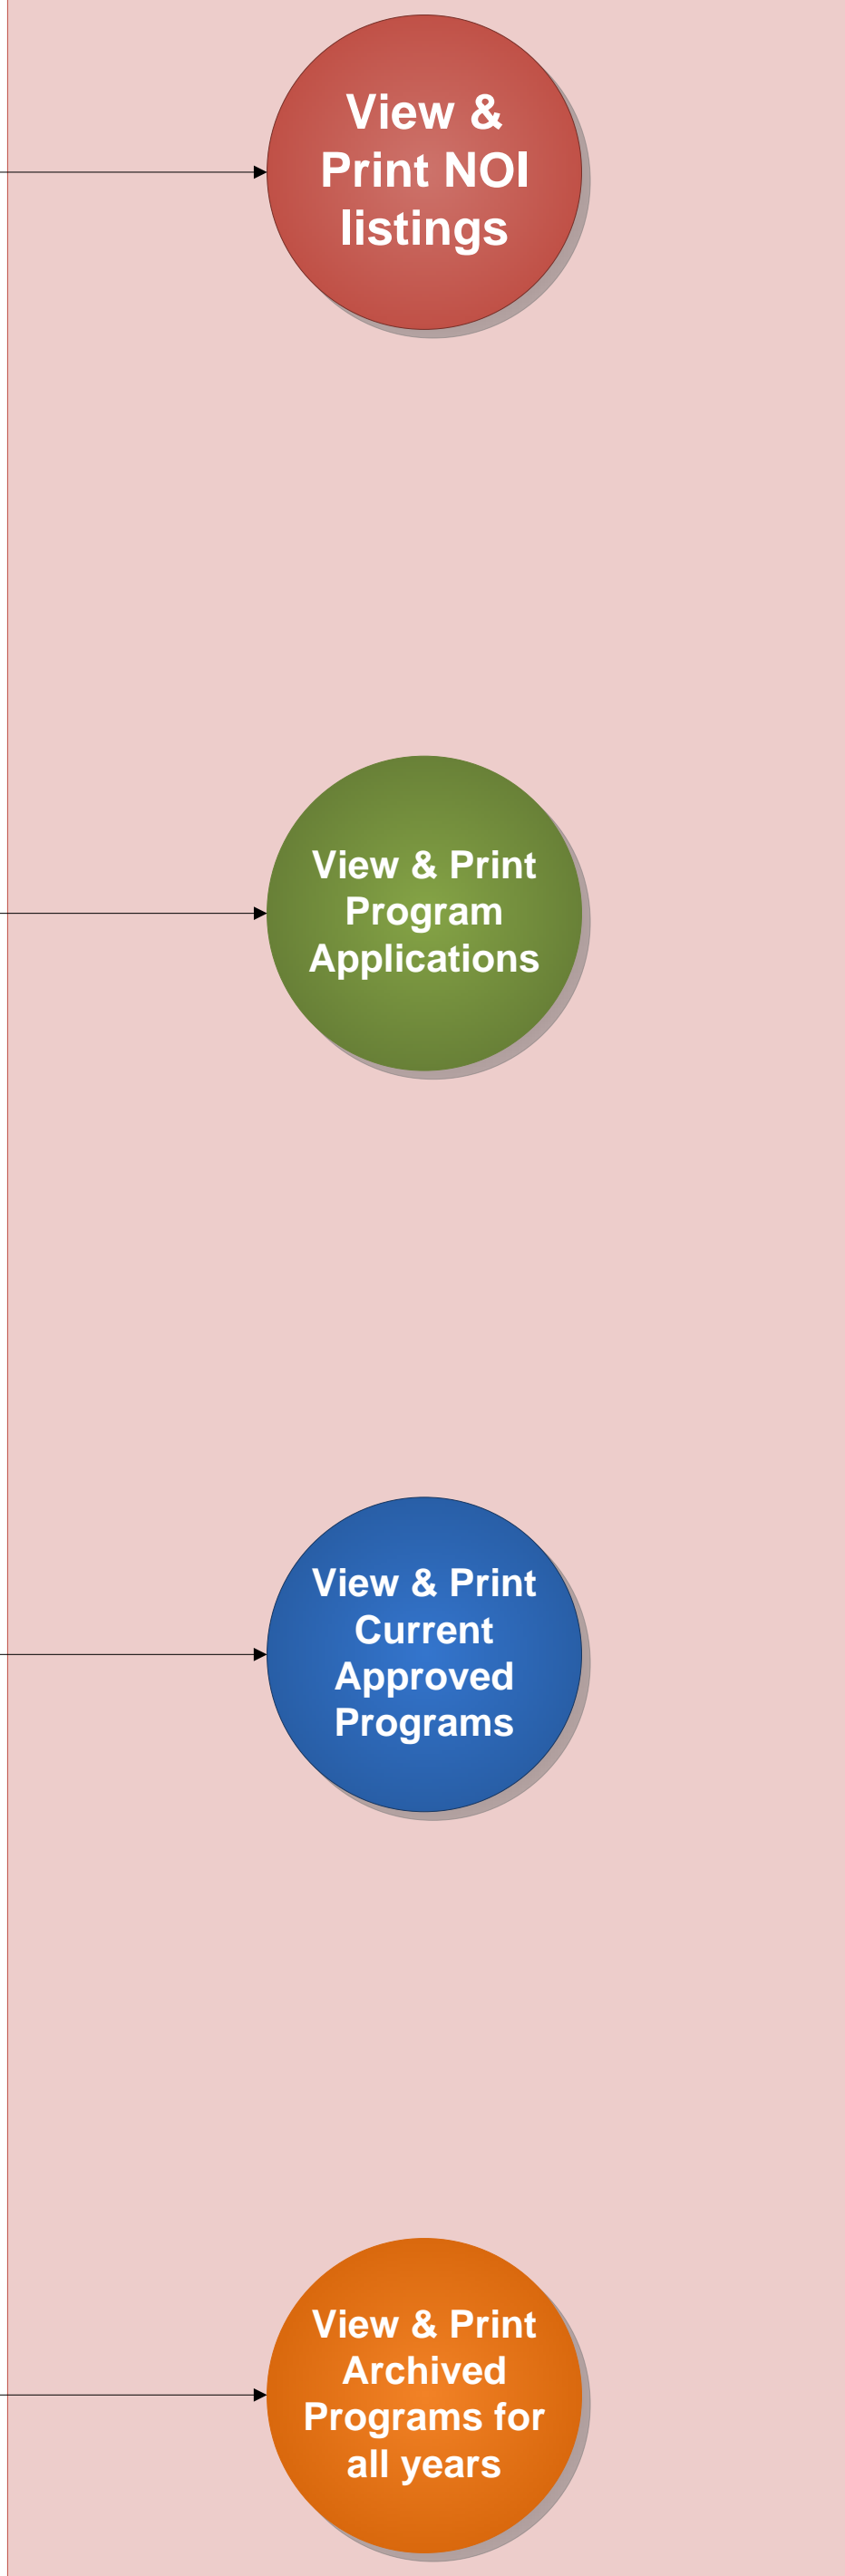 View &
Print NOI
listings
View & Print
Program
Applications
View & Print
Current
Approved
Programs
View & Print
Archived
Programs for
all years